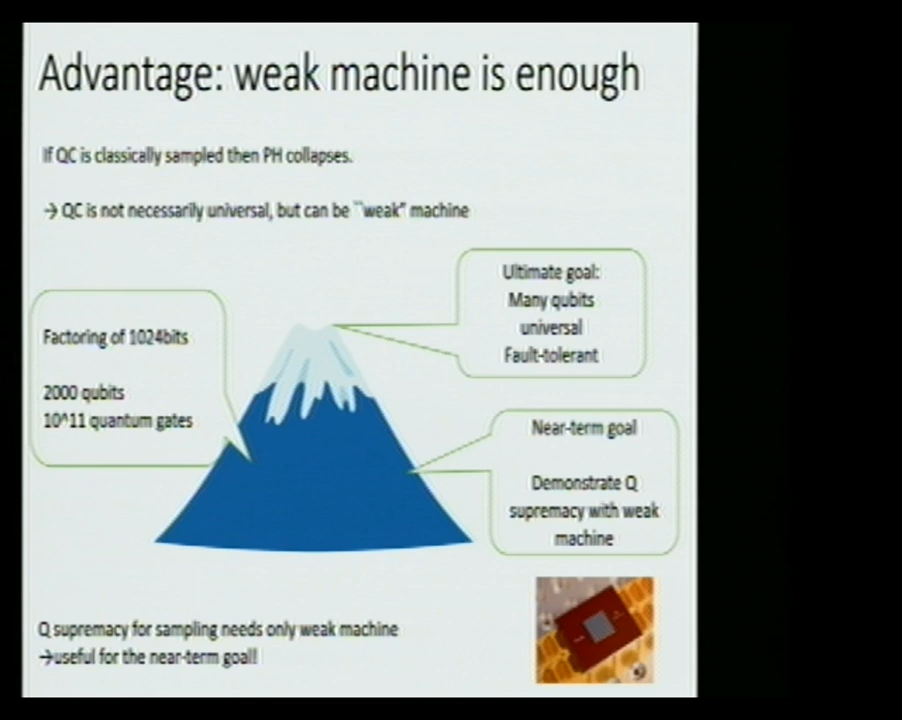 Advantage: weak machine is enough
If QC is classically sampled then PH collapses.
→ QC is not necessarily universal, but can be ``weak” machine
Ultimate goal:
Many qubits
universal
Fault-tolerant
Factoring of 1024bits
2000 qubits
10^11 quantum gates
Near-term goal
Demonstrate Q
supremacy with weak
machine
Q supremacy for sampling needs only weak machine
→useful for the near-term goal!